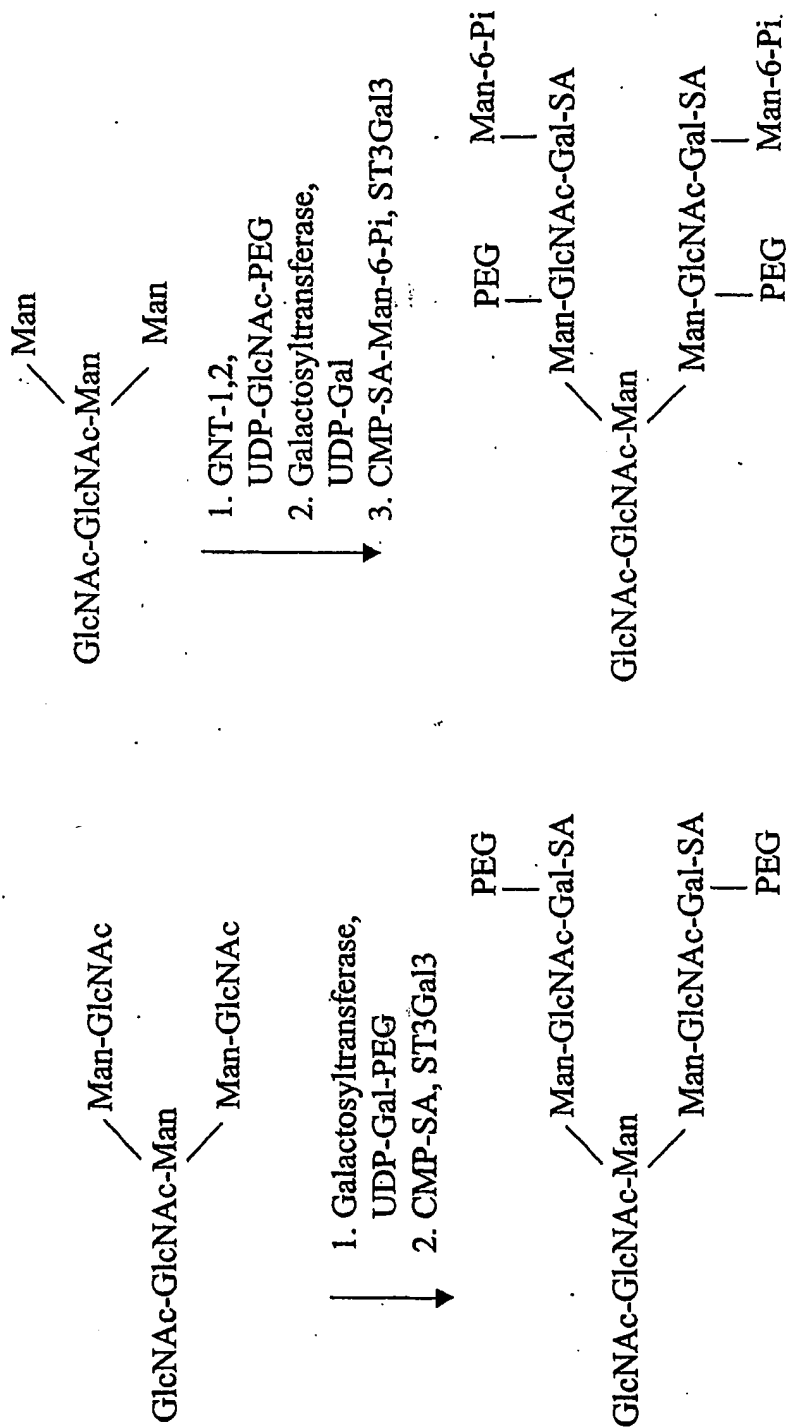 Man-GlcNAc
GlcNAc-GlcNAc-Man
Man-GlcNAc
1. Galactosyltransferase,
UDP-Gal-PEG
2. CMP-SA, ST3Gal3
PEG
Man-GlcNAc-Gal-SA
GlcNAc-GlcNAc-Man
Man-GlcNAc-Gal-SA
PEG
Man
GlcNAc-GlcNAc-Man
Man
1. GNT-1,2,
UDP-GlcNAc-PEG
2. Galactosyltransferase,
UDP-Gal
3. CMP-SA-Man-6-Pi, ST3Gal3
PEG Man-6-Pi
Man-GlcNAc-Gal-SA
GlcNAc-GlcNAc-Man
Man-GlcNAc-Gal-SA
PEG Man-6-Pi